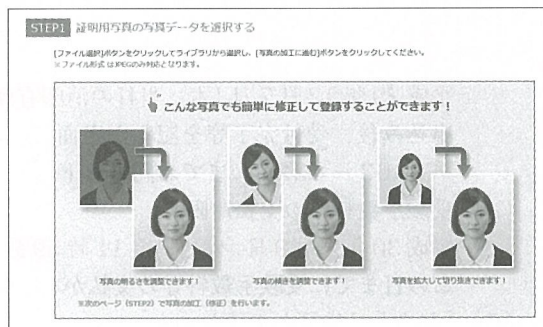 STEP1 証明用写真の写真データを選択する
[ファイル選択]ボタンをクリックしてライブラリから選択し、[写真の加工に進む]ボタンをクリックしてください。
※ファイル形式はJPEGのみ対応となります。
こんな写真でも簡単に修正して登録することができます！
写真の明るさを調整できます！
写真の傾きを調整できます！
写真を拡大して切り抜きできます！
※次のページ（STEP2）で写真の加工（修正）を行います。